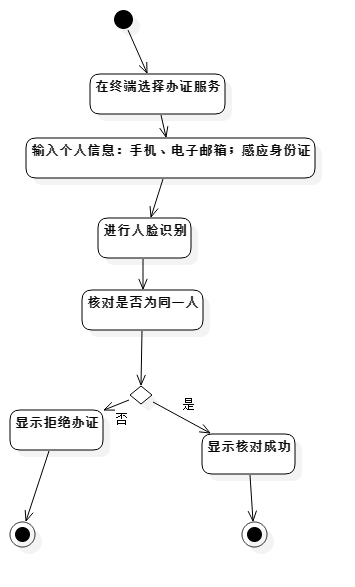 在终端选择办证服务
输入个人信息：手机、电子邮箱；感应身份证
进行人脸识别
核对是否为同一人
是
否
显示拒绝办证
显示核对成功